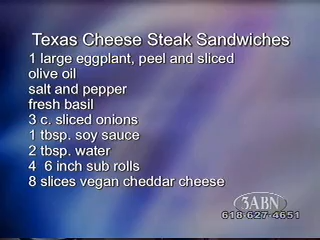 Texas Cheese Steak Sandwiches
1 large eggplant, peel and sliced
olive oil
salt and pepper
fresh basil
3 c. sliced onions
1 tbsp. soy sauce
2 tbsp. water
4  6 inch sub rolls
8 slices vegan cheddar cheese
3ABN
618-627-4651